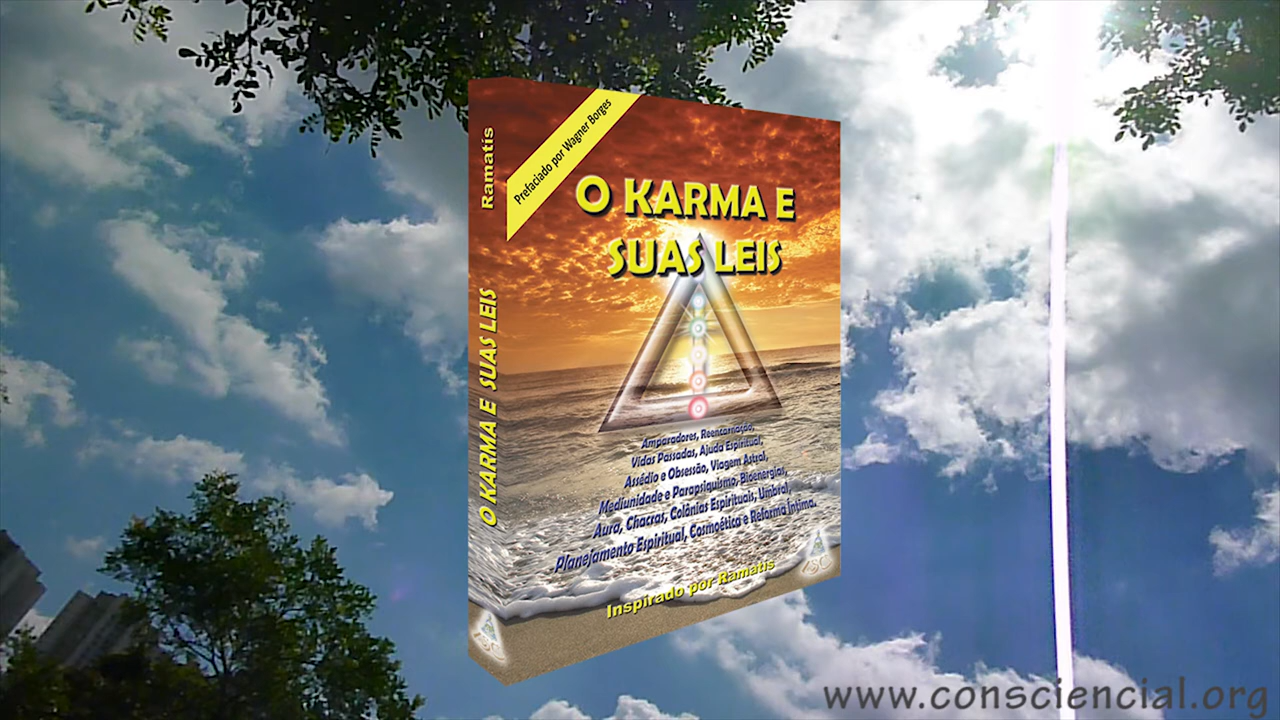 Ramatis
O KARMA E SUAS LEIS
Prefaciado por Wagner Borges
O KARMA E
SUAS LEIS
Amparadores, Reencarnação,
Vidas Passadas, Ajuda Espiritual,
Assédio e Obsessão, Viagem Astral,
Mediunidade e Parapsiquismo, Bioenergias,
Aura, Chacras, Colônias Espirituais, Umbral,
Planejamento Espiritual, Cosmoética e Reforma Íntima.
Inspirado por Ramatis
www.consciencial.org